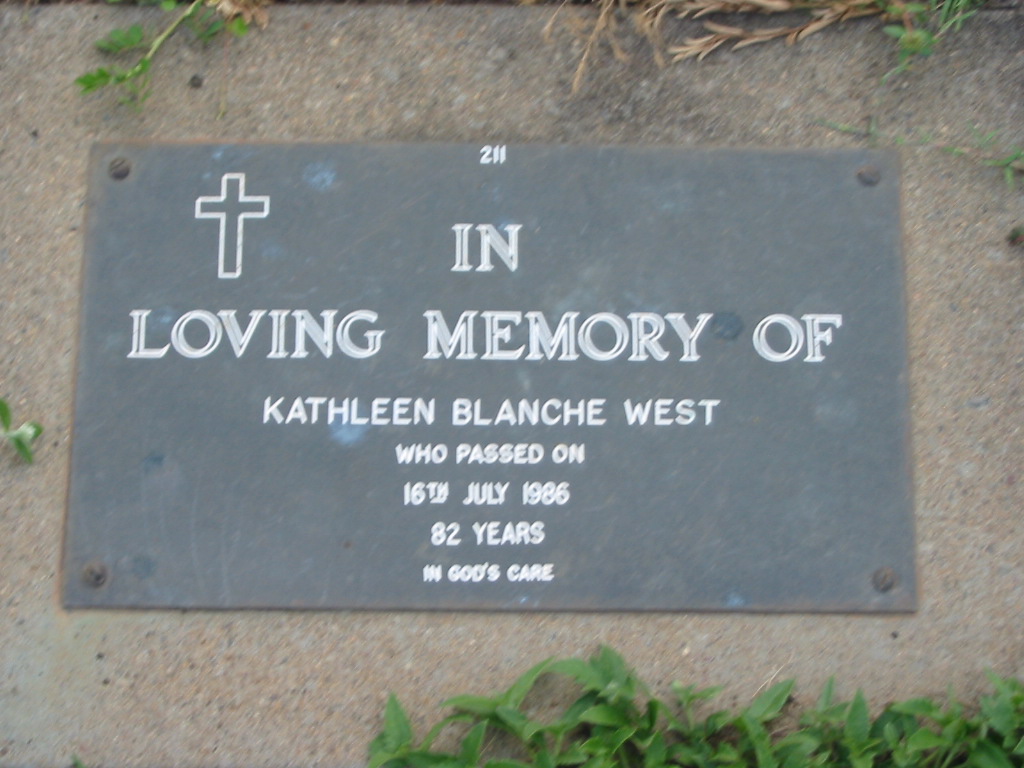 211
IN
LOVING MEMORY OF
KATHLEEN BLANCHE WEST
WHO PASSED ON
16TH JULY 1986
82 YEARS
IN GOD'S CARE